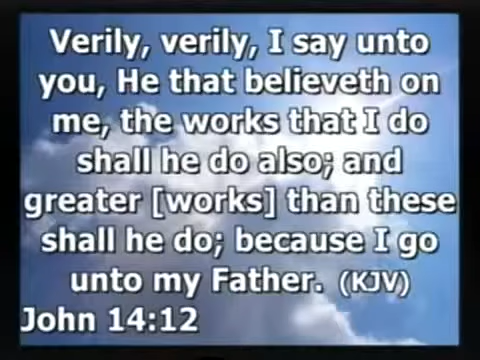 Verily, verily, I say unto
you, He that believeth on
me, the works that I do
shall he do also; and
greater [works] than these
shall he do; because I go
unto my Father. (KJV)
John 14:12